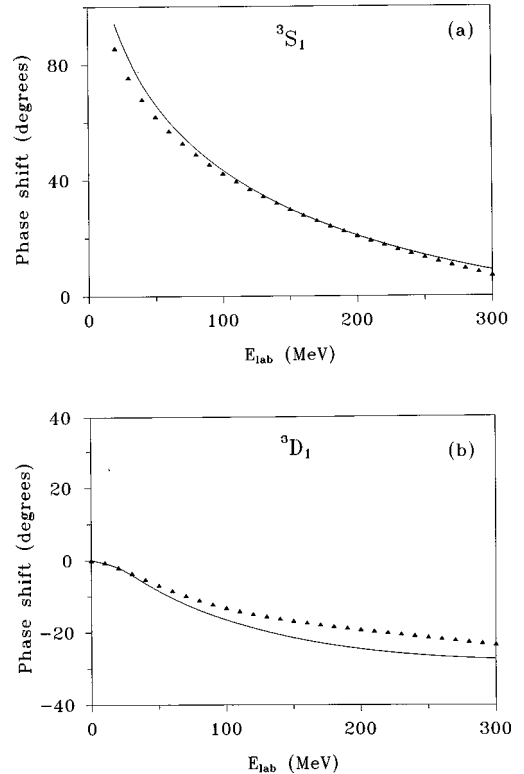 ³S₁
(a)
Phase shift (degrees)
80
40
0
0
100
200
300
E_lab (MeV)
³D₁
(b)
Phase shift (degrees)
40
20
0
−20
−40
0
100
200
300
E_lab (MeV)